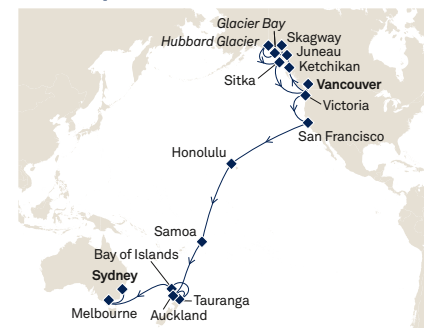 Glacier Bay
Skagway
Hubbard Glacier
Juneau
Ketchikan
Sitka
Vancouver
Victoria
San Francisco
Honolulu
Samoa
Bay of Islands
Sydney
Tauranga
Melbourne
Auckland